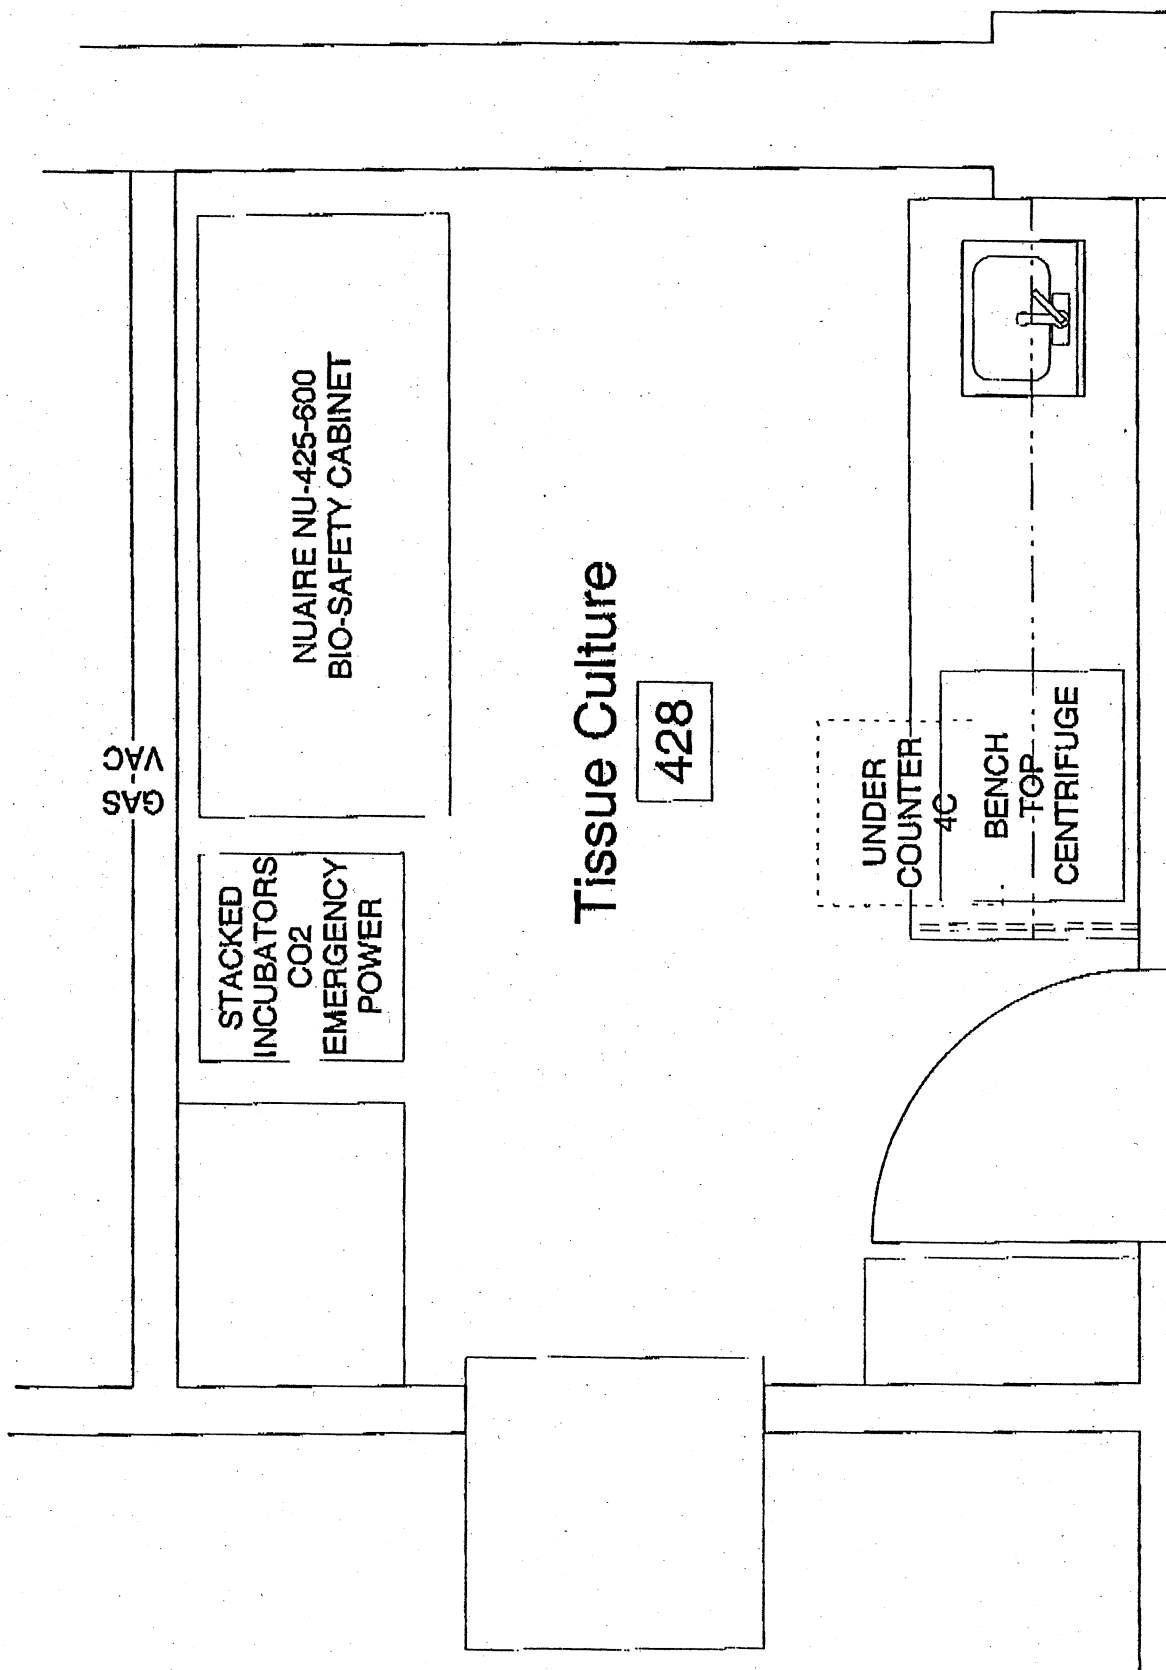 GAS
VAC
NUAIRE NU-425-600
BIO-SAFETY CABINET
STACKED
INCUBATORS
CO2
EMERGENCY
POWER
Tissue Culture
428
UNDER
COUNTER
4C
BENCH
TOP
CENTRIFUGE